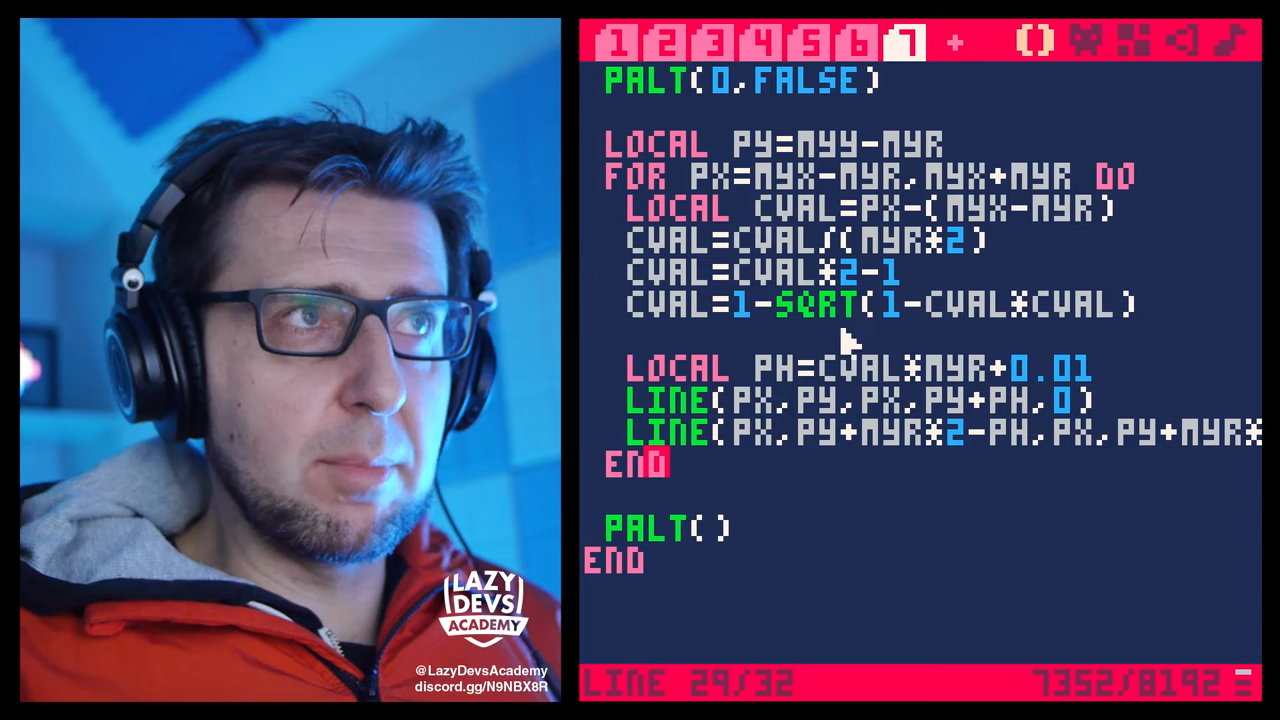 1 2 3 4 5 6 7 + ()
PALT(0,FALSE)
LOCAL PY=MYY-MYR
FOR PX=MYX-MYR,MYX+MYR DO
LOCAL CVAL=PX-(MYX-MYR)
CVAL=CVAL/(MYR*2)
CVAL=CVAL*2-1
CVAL=1-SQRT(1-CVAL*CVAL)
LOCAL PH=CVAL*MYR+0.01
LINE(PX,PY,PX,PY+PH,0)
LINE(PX,PY+MYR*2-PH,PX,PY+MYR*
END
PALT()
END
LINE 29/32 7352/8192
LAZY
DEVS
ACADEMY
@LazyDevsAcademy
discord.gg/N9NBX8R